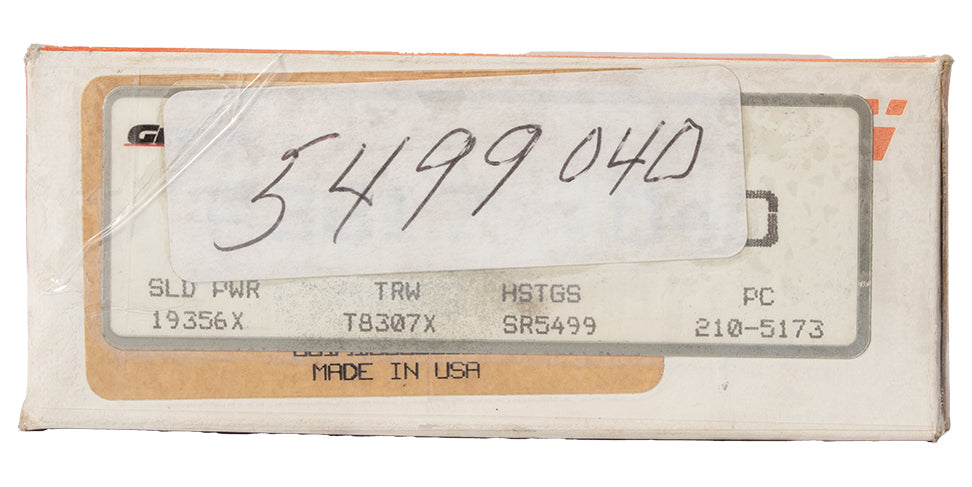 5499 040
SLD PWR TRW HSTGS PC
19356X T8307X SR5499 210-5173
MADE IN USA